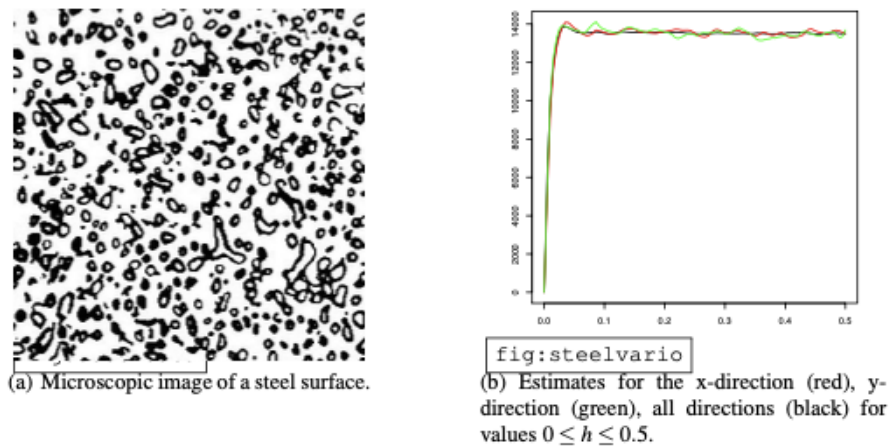 14000
12000
10000
8000
6000
4000
2000
0
0.0 0.1 0.2 0.3 0.4 0.5
fig:steelvario
(a) Microscopic image of a steel surface.
(b) Estimates for the x-direction (red), y-
direction (green), all directions (black) for
values 0 ≤ h ≤ 0.5.